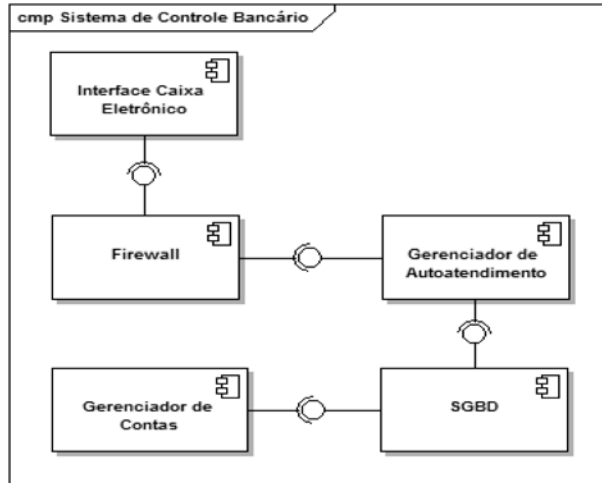 cmp Sistema de Controle Bancário
Interface Caixa
Eletrônico
Firewall
Gerenciador de
Autoatendimento
Gerenciador de
Contas
SGBD